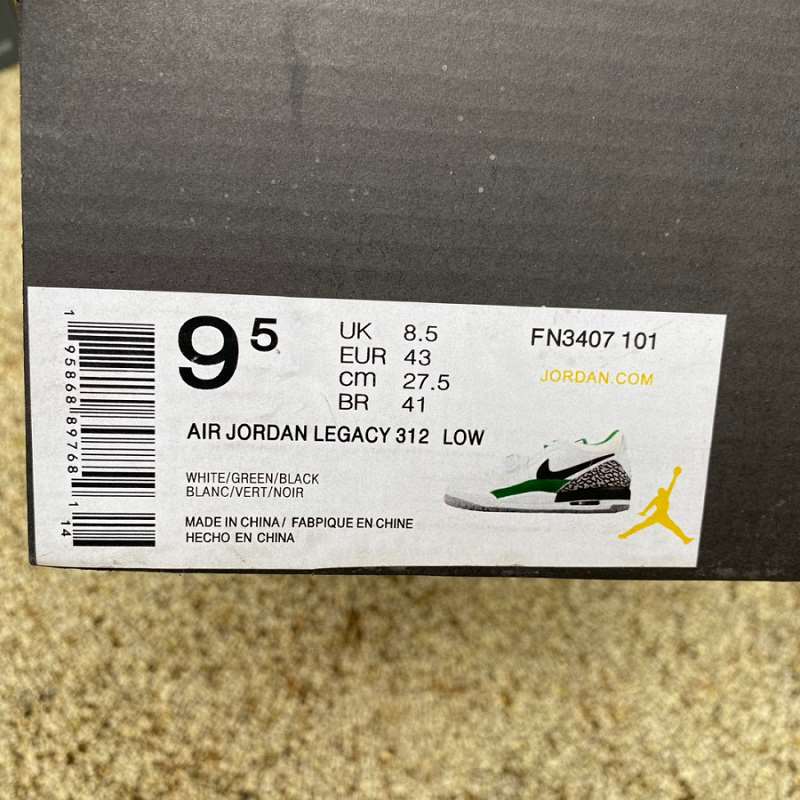 1 95868 89768 1 14
9 5
UK 8.5
EUR 43
cm 27.5
BR 41
FN3407 101
JORDAN.COM
AIR JORDAN LEGACY 312 LOW
WHITE/GREEN/BLACK
BLANC/VERT/NOIR
MADE IN CHINA/ FABPIQUE EN CHINE
HECHO EN CHINA